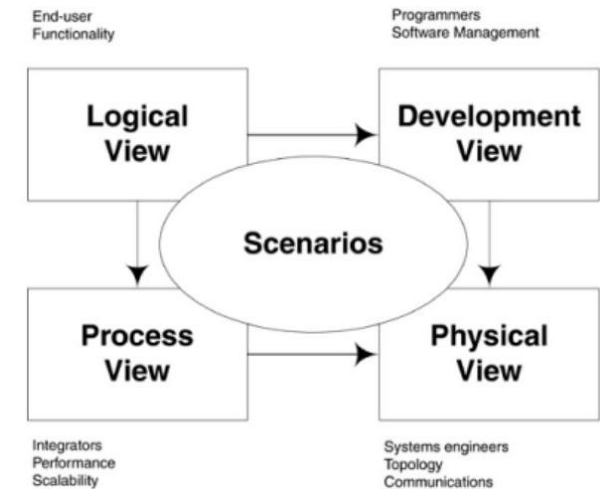 End-user
Functionality
Programmers
Software Management
Logical
View
Development
View
Scenarios
Process
View
Physical
View
Integrators
Performance
Scalability
Systems engineers
Topology
Communications